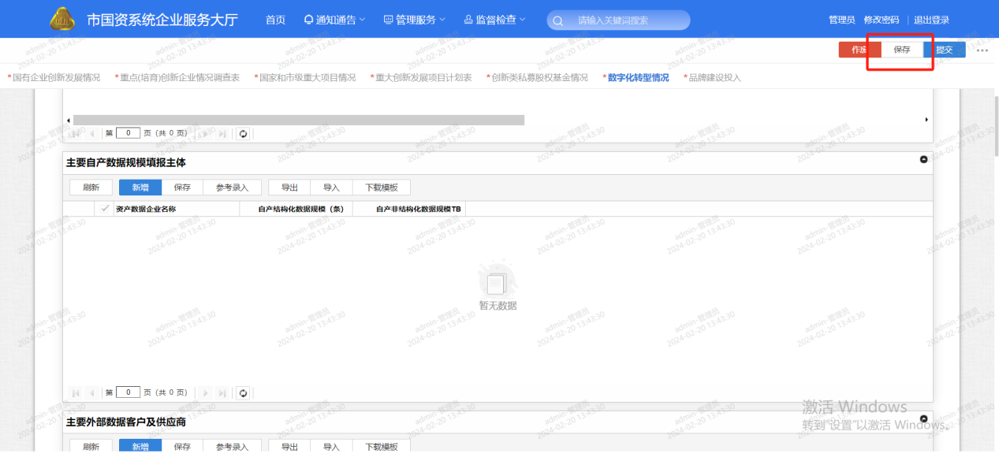 市国资系统企业服务大厅 首页 通知通告 管理服务 监督检查 请输入关键词搜索 管理员 修改密码 | 退出登录
作废 保存 提交
*国有企业创新发展情况 *重点(培育)创新企业情况调查表 *国家和市级重大项目情况 *重大创新发展项目计划表 *创新类私募股权基金情况 *数字化转型情况 *品牌建设投入
第 0 页 (共 0 页)
主要自产数据规模填报主体
刷新 新增 保存 参考录入 导出 导入 下载模板
资产数据企业名称 自产结构化数据规模（条） 自产非结构化数据规模TB
暂无数据
第 0 页 (共 0 页)
主要外部数据客户及供应商
刷新 新增 保存 参考录入 导出 导入 下载模板
激活 Windows
转到"设置"以激活 Windows。
admin-管理员
2024-02-20 13:43:30